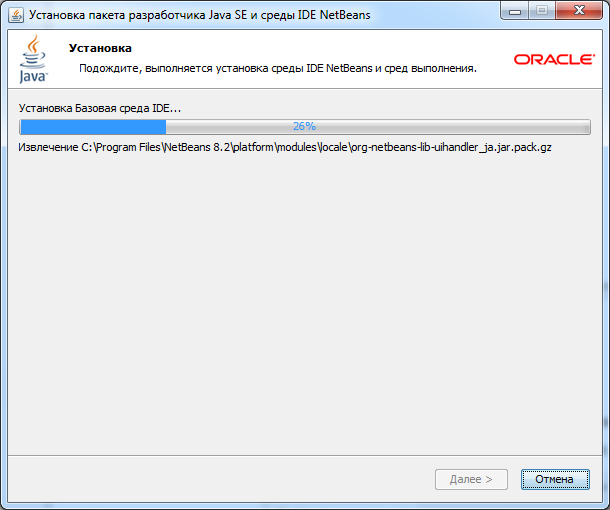 Установка пакета разработчика Java SE и среды IDE NetBeans
Установка
Подождите, выполняется установка среды IDE NetBeans и сред выполнения.
Java™
ORACLE®
Установка Базовая среда IDE...
26%
Извлечение C:\Program Files\NetBeans 8.2\platform\modules\locale\org-netbeans-lib-uihandler_ja.jar.pack.gz
Далее >
Отмена